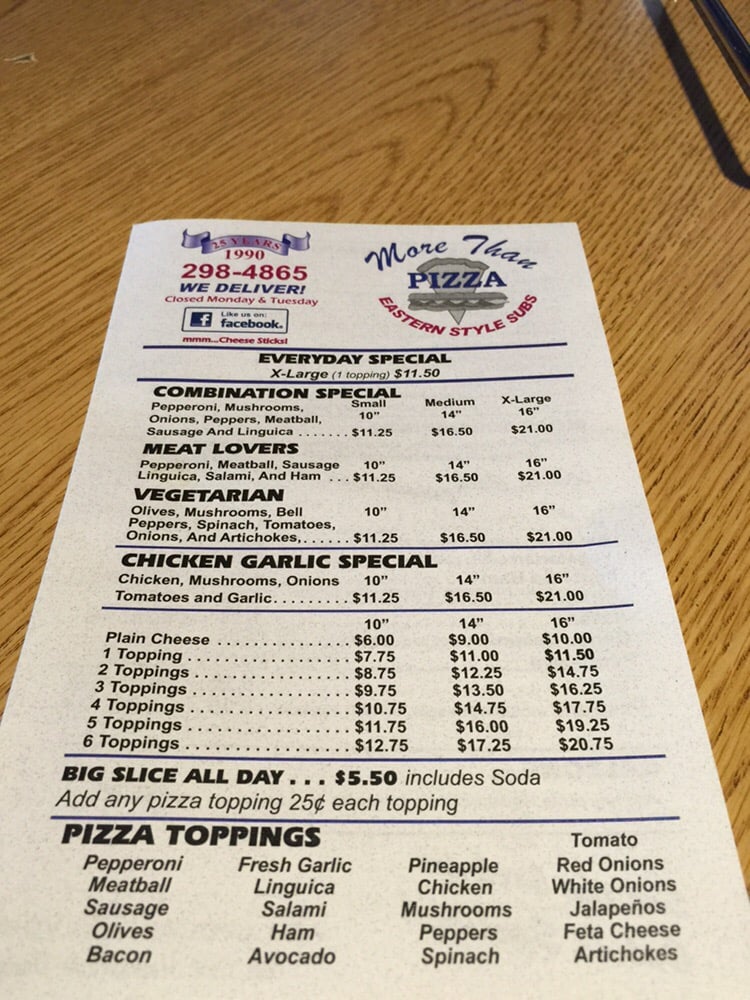 25 YEARS
1990
298-4865
WE DELIVER!
Closed Monday & Tuesday
Like us on:
facebook.
mmm...Cheese Sticks!
More Than
PIZZA
EASTERN STYLE SUBS
EVERYDAY SPECIAL
X-Large (1 topping) $11.50
COMBINATION SPECIAL
Small Medium X-Large
Pepperoni, Mushrooms, 10" 14" 16"
Onions, Peppers, Meatball,
Sausage And Linguica ....... $11.25 $16.50 $21.00
MEAT LOVERS
Pepperoni, Meatball, Sausage 10" 14" 16"
Linguica, Salami, And Ham ... $11.25 $16.50 $21.00
VEGETARIAN
Olives, Mushrooms, Bell 10" 14" 16"
Peppers, Spinach, Tomatoes,
Onions, And Artichokes,...... $11.25 $16.50 $21.00
CHICKEN GARLIC SPECIAL
Chicken, Mushrooms, Onions 10" 14" 16"
Tomatoes and Garlic......... $11.25 $16.50 $21.00
10" 14" 16"
Plain Cheese ................ $6.00 $9.00 $10.00
1 Topping ................... $7.75 $11.00 $11.50
2 Toppings .................. $8.75 $12.25 $14.75
3 Toppings .................. $9.75 $13.50 $16.25
4 Toppings .................. $10.75 $14.75 $17.75
5 Toppings .................. $11.75 $16.00 $19.25
6 Toppings .................. $12.75 $17.25 $20.75
BIG SLICE ALL DAY . . . $5.50 includes Soda
Add any pizza topping 25¢ each topping
PIZZA TOPPINGS Tomato
Pepperoni Fresh Garlic Pineapple Red Onions
Meatball Linguica Chicken White Onions
Sausage Salami Mushrooms Jalapeños
Olives Ham Peppers Feta Cheese
Bacon Avocado Spinach Artichokes